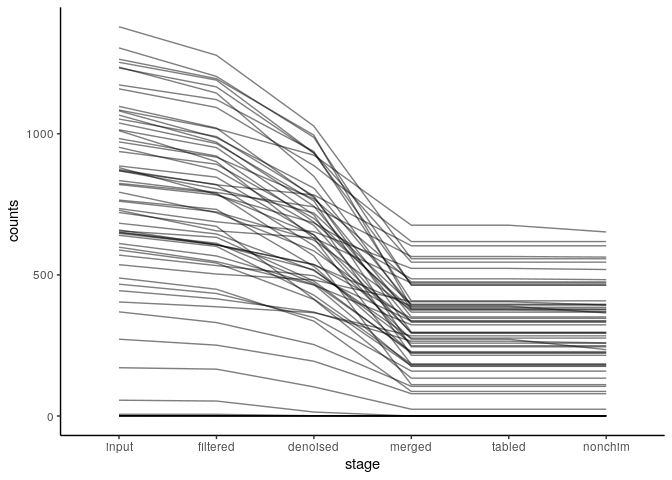 counts
1000
500
0
input filtered denoised merged tabled nonchim
stage